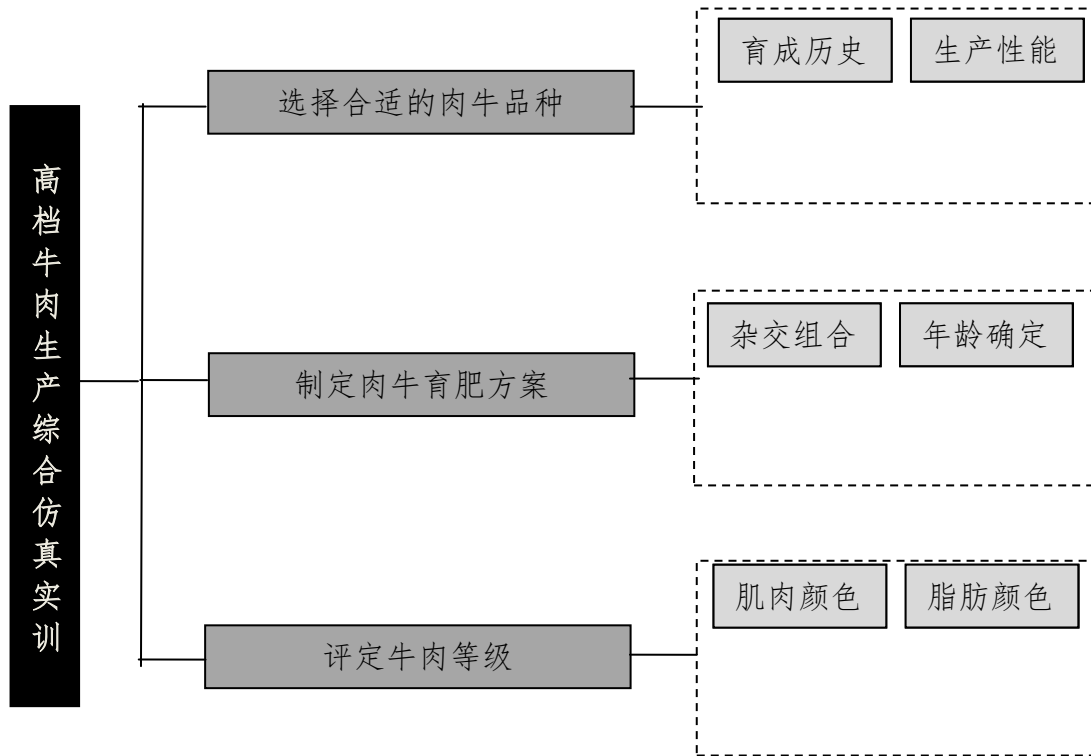 高档牛肉生产综合仿真实训
选择合适的肉牛品种
育成历史
生产性能
制定肉牛育肥方案
杂交组合
年龄确定
评定牛肉等级
肌肉颜色
脂肪颜色